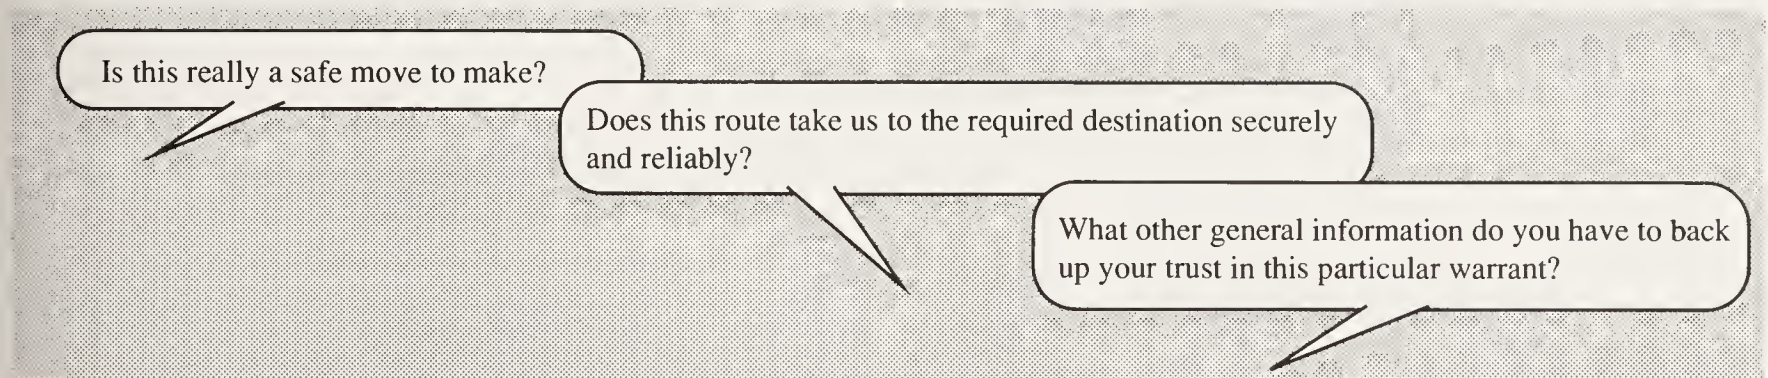 Is this really a safe move to make?
Does this route take us to the required destination securely
and reliably?
What other general information do you have to back
up your trust in this particular warrant?